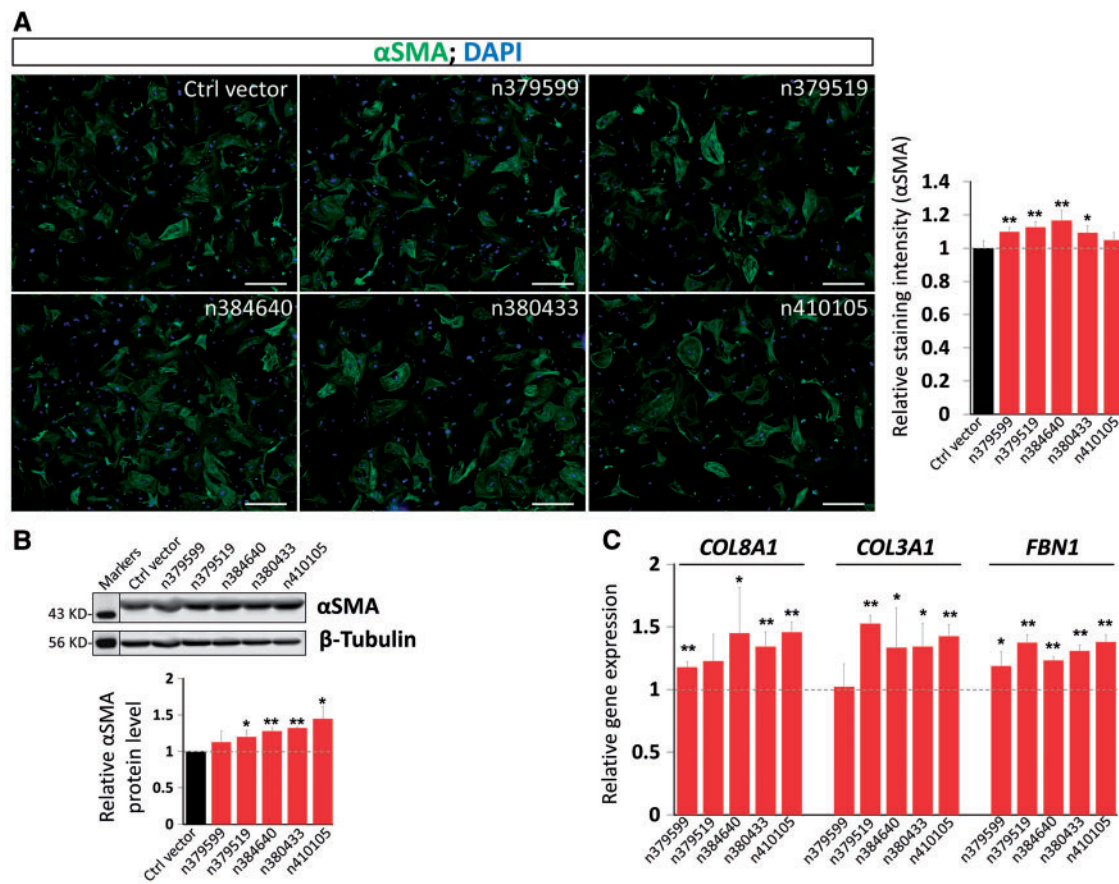 A
αSMA; DAPI
Ctrl vector
n379599
n379519
n384640
n380433
n410105
Relative staining intensity (αSMA)
1.4
1.2
1
0.8
0.6
0.4
0.2
0
** ** ** *
Ctrl vector
n379599
n379519
n384640
n380433
n410105
B
Markers
Ctrl vector
n379599
n379519
n384640
n380433
n410105
43 KD-
αSMA
56 KD-
β-Tubulin
Relative αSMA
protein level
2
1.5
1
0.5
0
* ** ** *
Ctrl vector
n379599
n379519
n384640
n380433
n410105
C
COL8A1
COL3A1
FBN1
Relative gene expression
2
1.5
1
0.5
0
** * ** **
** * * **
* ** ** ** **
n379599
n379519
n384640
n380433
n410105
n379599
n379519
n384640
n380433
n410105
n379599
n379519
n384640
n380433
n410105